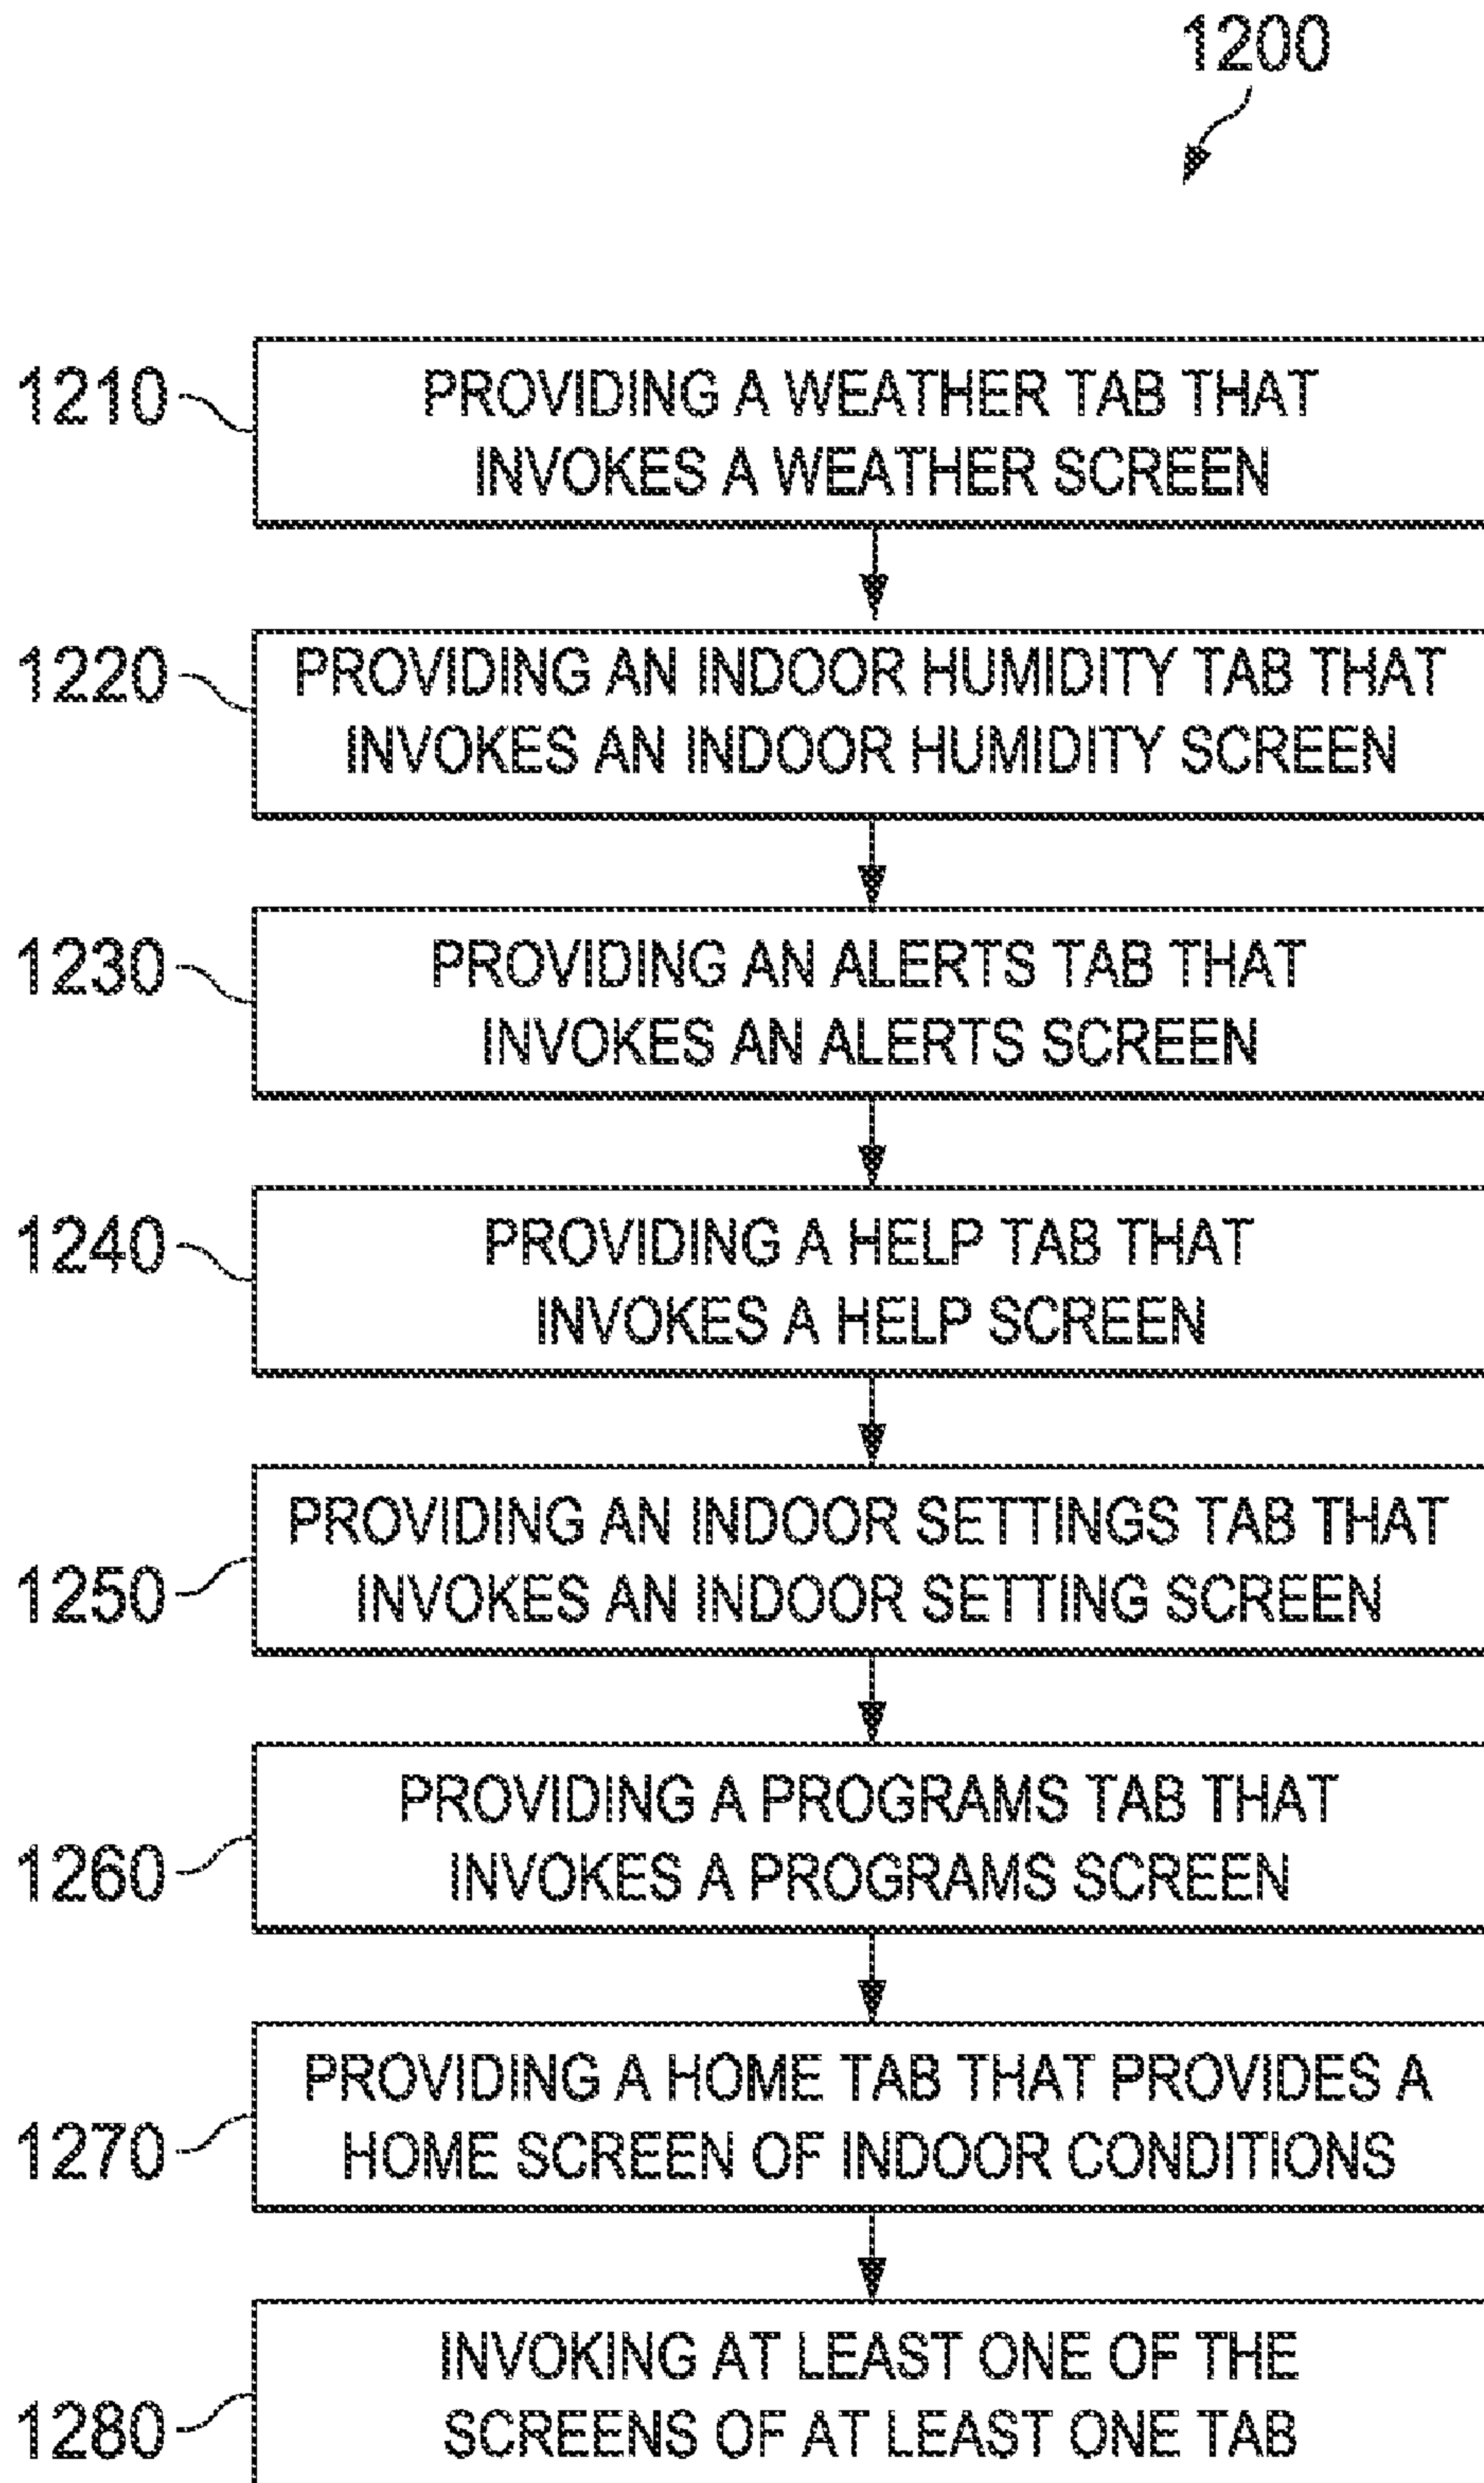 1200
1210
PROVIDING A WEATHER TAB THAT
INVOKES A WEATHER SCREEN
1220
PROVIDING AN INDOOR HUMIDITY TAB THAT
INVOKES AN INDOOR HUMIDITY SCREEN
1230
PROVIDING AN ALERTS TAB THAT
INVOKES AN ALERTS SCREEN
1240
PROVIDING A HELP TAB THAT
INVOKES A HELP SCREEN
1250
PROVIDING AN INDOOR SETTINGS TAB THAT
INVOKES AN INDOOR SETTING SCREEN
1260
PROVIDING A PROGRAMS TAB THAT
INVOKES A PROGRAMS SCREEN
1270
PROVIDING A HOME TAB THAT PROVIDES A
HOME SCREEN OF INDOOR CONDITIONS
1280
INVOKING AT LEAST ONE OF THE
SCREENS OF AT LEAST ONE TAB